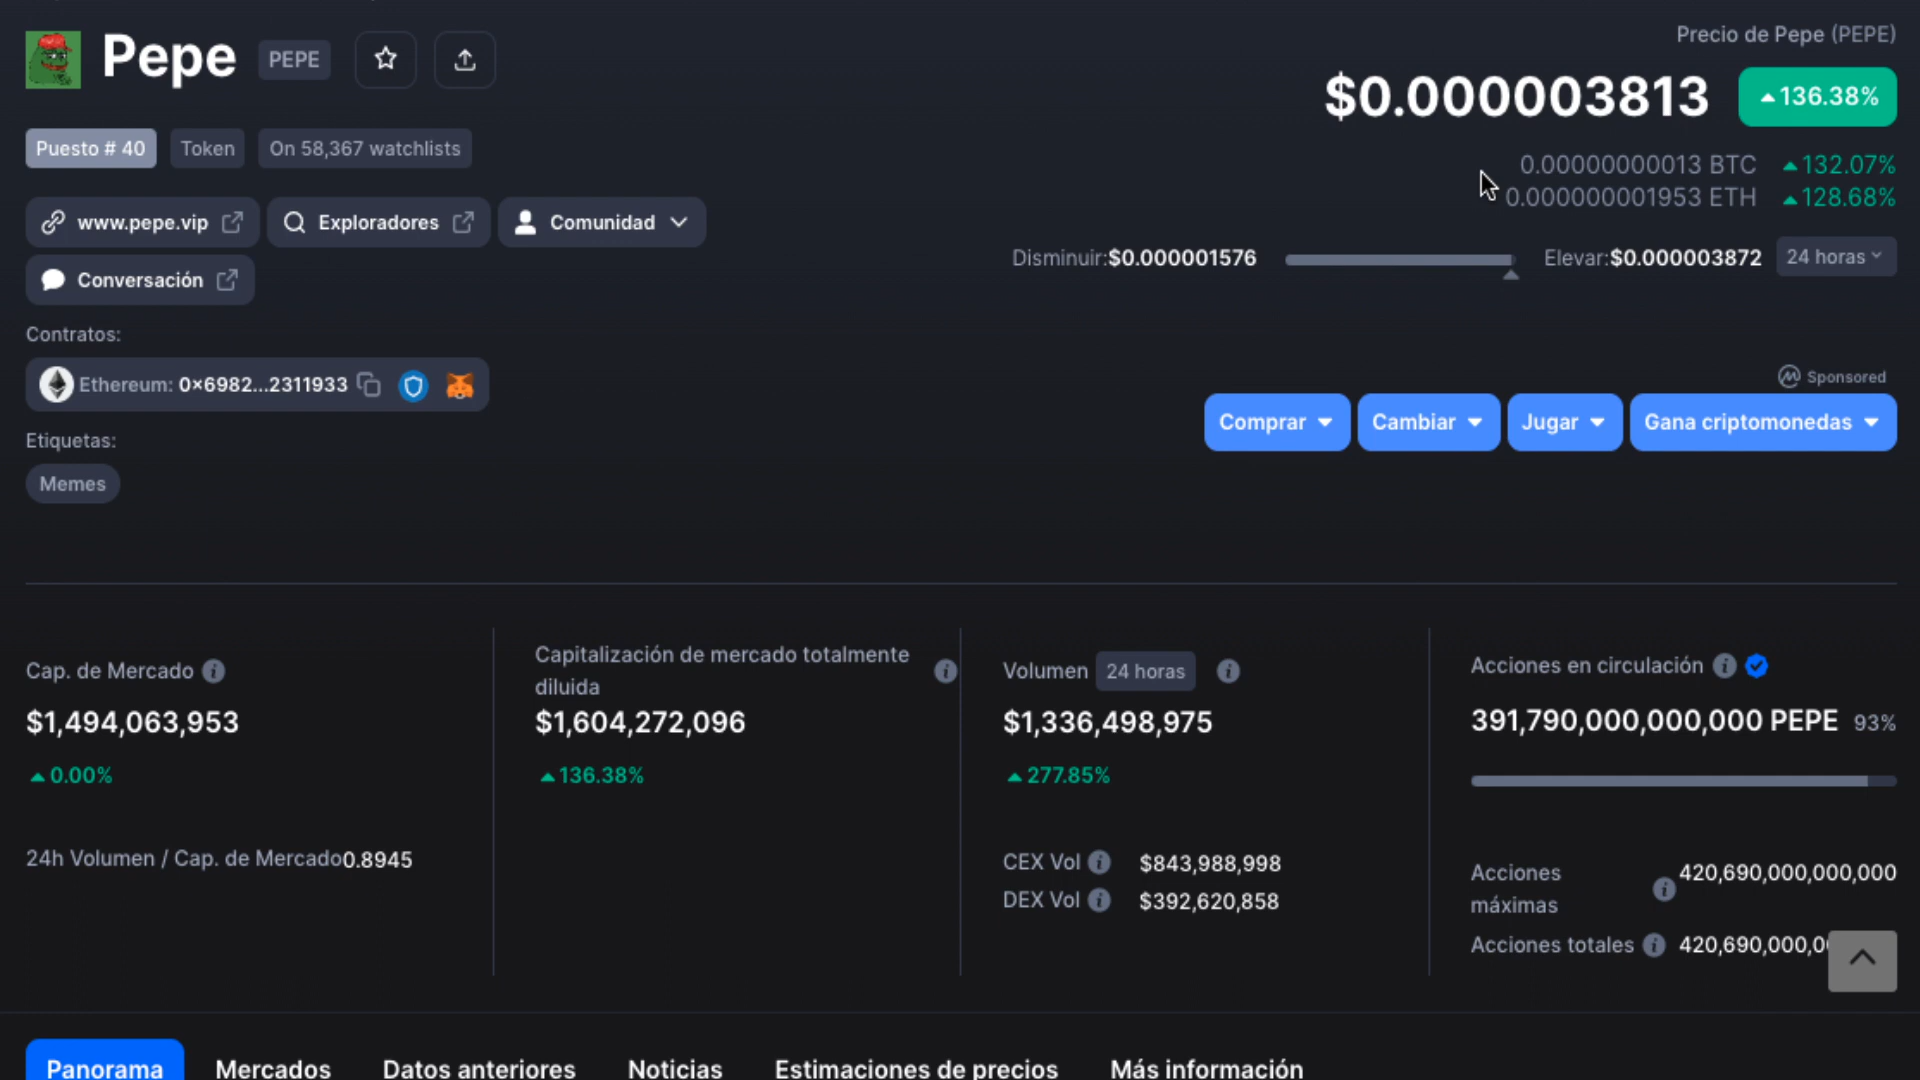 Pepe PEPE
Puesto # 40 Token On 58,367 watchlists
www.pepe.vip Exploradores Comunidad
Conversación
Contratos:
Ethereum: 0x6982...2311933
Etiquetas:
Memes
Precio de Pepe (PEPE)
$0.000003813 136.38%
0.00000000013 BTC 132.07%
0.000000001953 ETH 128.68%
Disminuir:$0.000001576 Elevar:$0.000003872 24 horas
Sponsored
Comprar Cambiar Jugar Gana criptomonedas
Cap. de Mercado
$1,494,063,953
0.00%
24h Volumen / Cap. de Mercado0.8945
Capitalización de mercado totalmente
diluida
$1,604,272,096
136.38%
Volumen 24 horas
$1,336,498,975
277.85%
CEX Vol $843,988,998
DEX Vol $392,620,858
Acciones en circulación
391,790,000,000,000 PEPE 93%
Acciones
máximas
420,690,000,000,000
Acciones totales 420,690,000,0
Panorama Mercados Datos anteriores Noticias Estimaciones de precios Más información